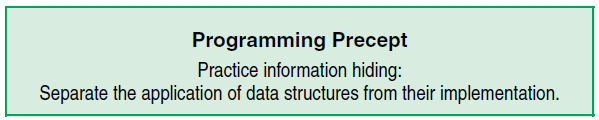 Programming Precept
Practice information hiding:
Separate the application of data structures from their implementation.